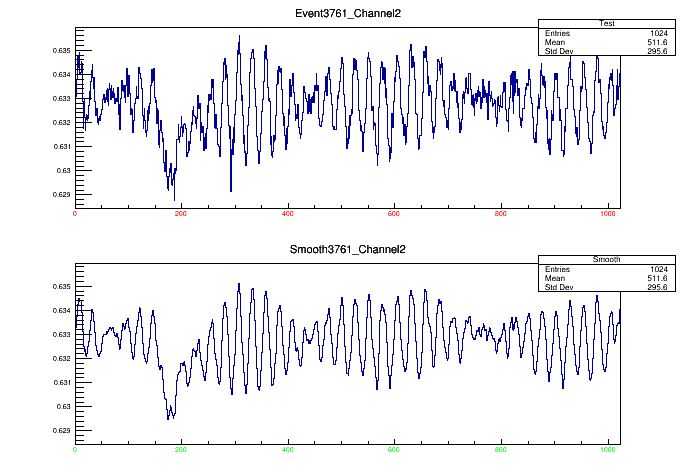 Event3761_Channel2
Test
Entries 1024
Mean 511.6
Std Dev 295.6
0.635
0.634
0.633
0.632
0.631
0.63
0.629
0 200 400 600 800 1000
Smooth3761_Channel2
Smooth
Entries 1024
Mean 511.6
Std Dev 295.6
0.635
0.634
0.633
0.632
0.631
0.63
0.629
0 200 400 600 800 1000